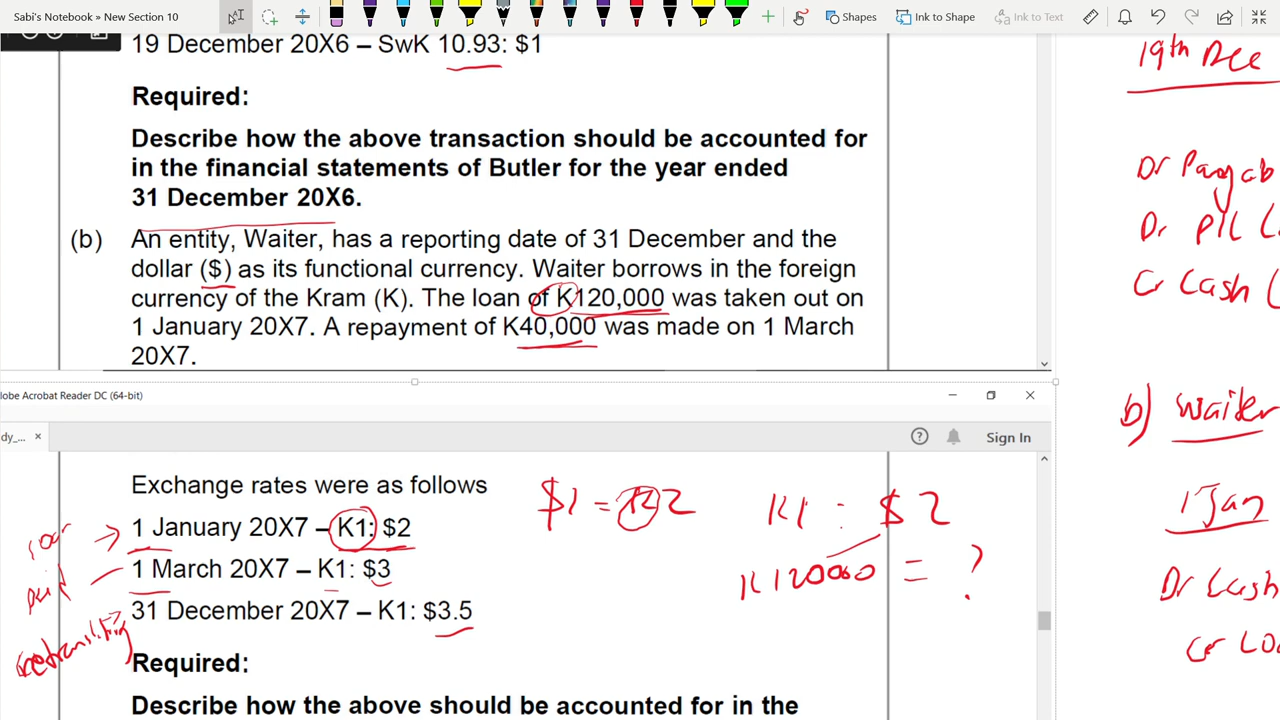 Sabi's Notebook » New Section 10
Shapes
Ink to Shape
Ink to Text
19 December 20X6 – SwK 10.93: $1
Required:
Describe how the above transaction should be accounted for
in the financial statements of Butler for the year ended
31 December 20X6.
(b) An entity, Waiter, has a reporting date of 31 December and the
dollar ($) as its functional currency. Waiter borrows in the foreign
currency of the Kram (K). The loan of K120,000 was taken out on
1 January 20X7. A repayment of K40,000 was made on 1 March
20X7.
19th Dec
Dr Payab
Dr P/L (
Cr Cash (
b) Waiter
1 Jan
Dr Cash
Cr Loa
lobe Acrobat Reader DC (64-bit)
dy_... ×
Sign In
Exchange rates were as follows
1 January 20X7 – K1: $2
1 March 20X7 – K1: $3
31 December 20X7 – K1: $3.5
$1 = K2
K1 : $2
K120000 = ?
paid
retranslating
Required:
Describe how the above should be accounted for in the